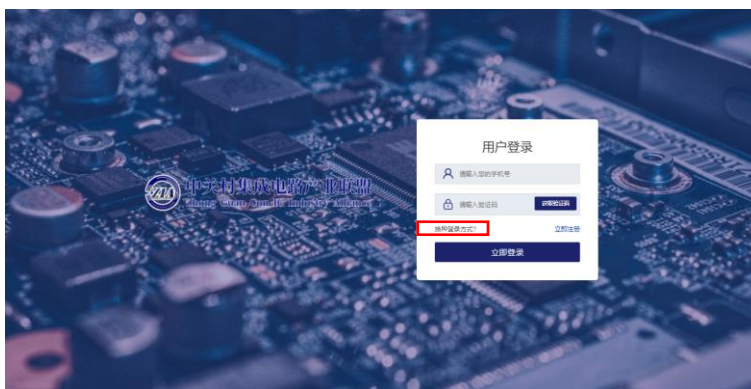 用户登录
请输入您的手机号
中关村集成电路产业联盟
Zhong Guan Cun IC Industry Alliance
请输入验证码
获取验证码
换种登录方式?
立即注册
立即登录